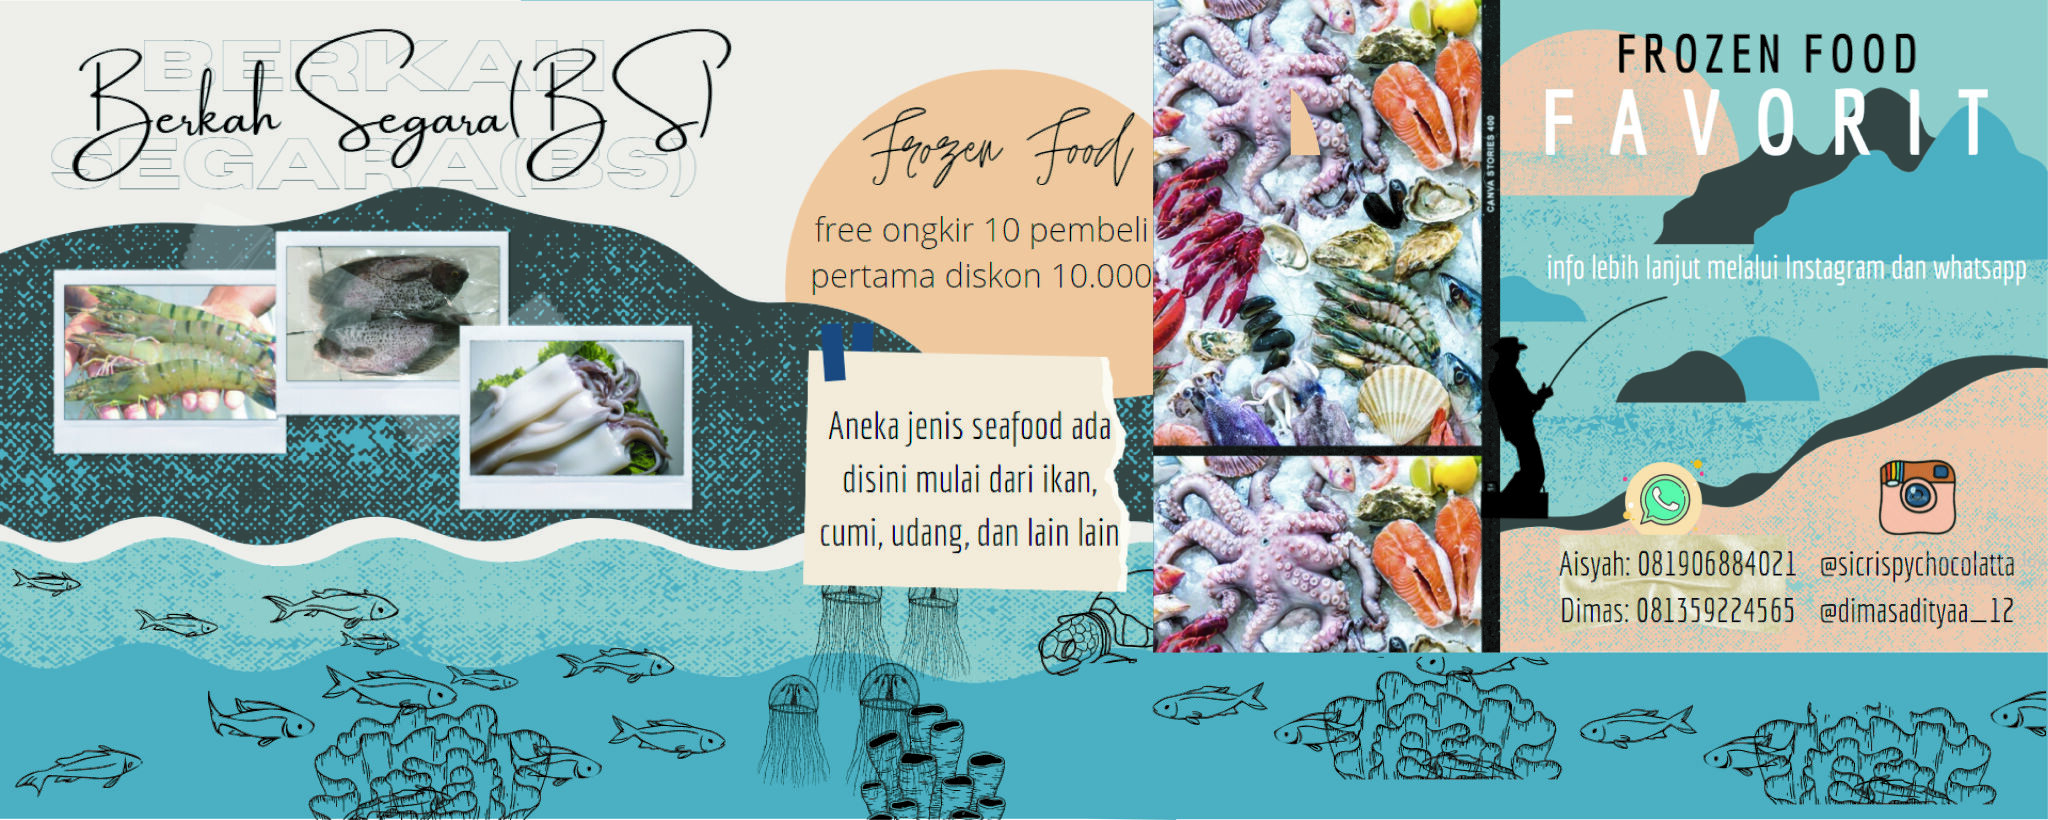 BERKAH
SEGARA(BS)
Berkah Segara(BS)
Frozen Food
free ongkir 10 pembeli
pertama diskon 10.000
Aneka jenis seafood ada
disini mulai dari ikan,
cumi, udang, dan lain lain
CANVA STORIES 400
FROZEN FOOD
FAVORIT
info lebih lanjut melalui Instagram dan whatsapp
Aisyah: 081906884021
Dimas: 081359224565
@sicrispychocolatta
@dimasadityaa_12